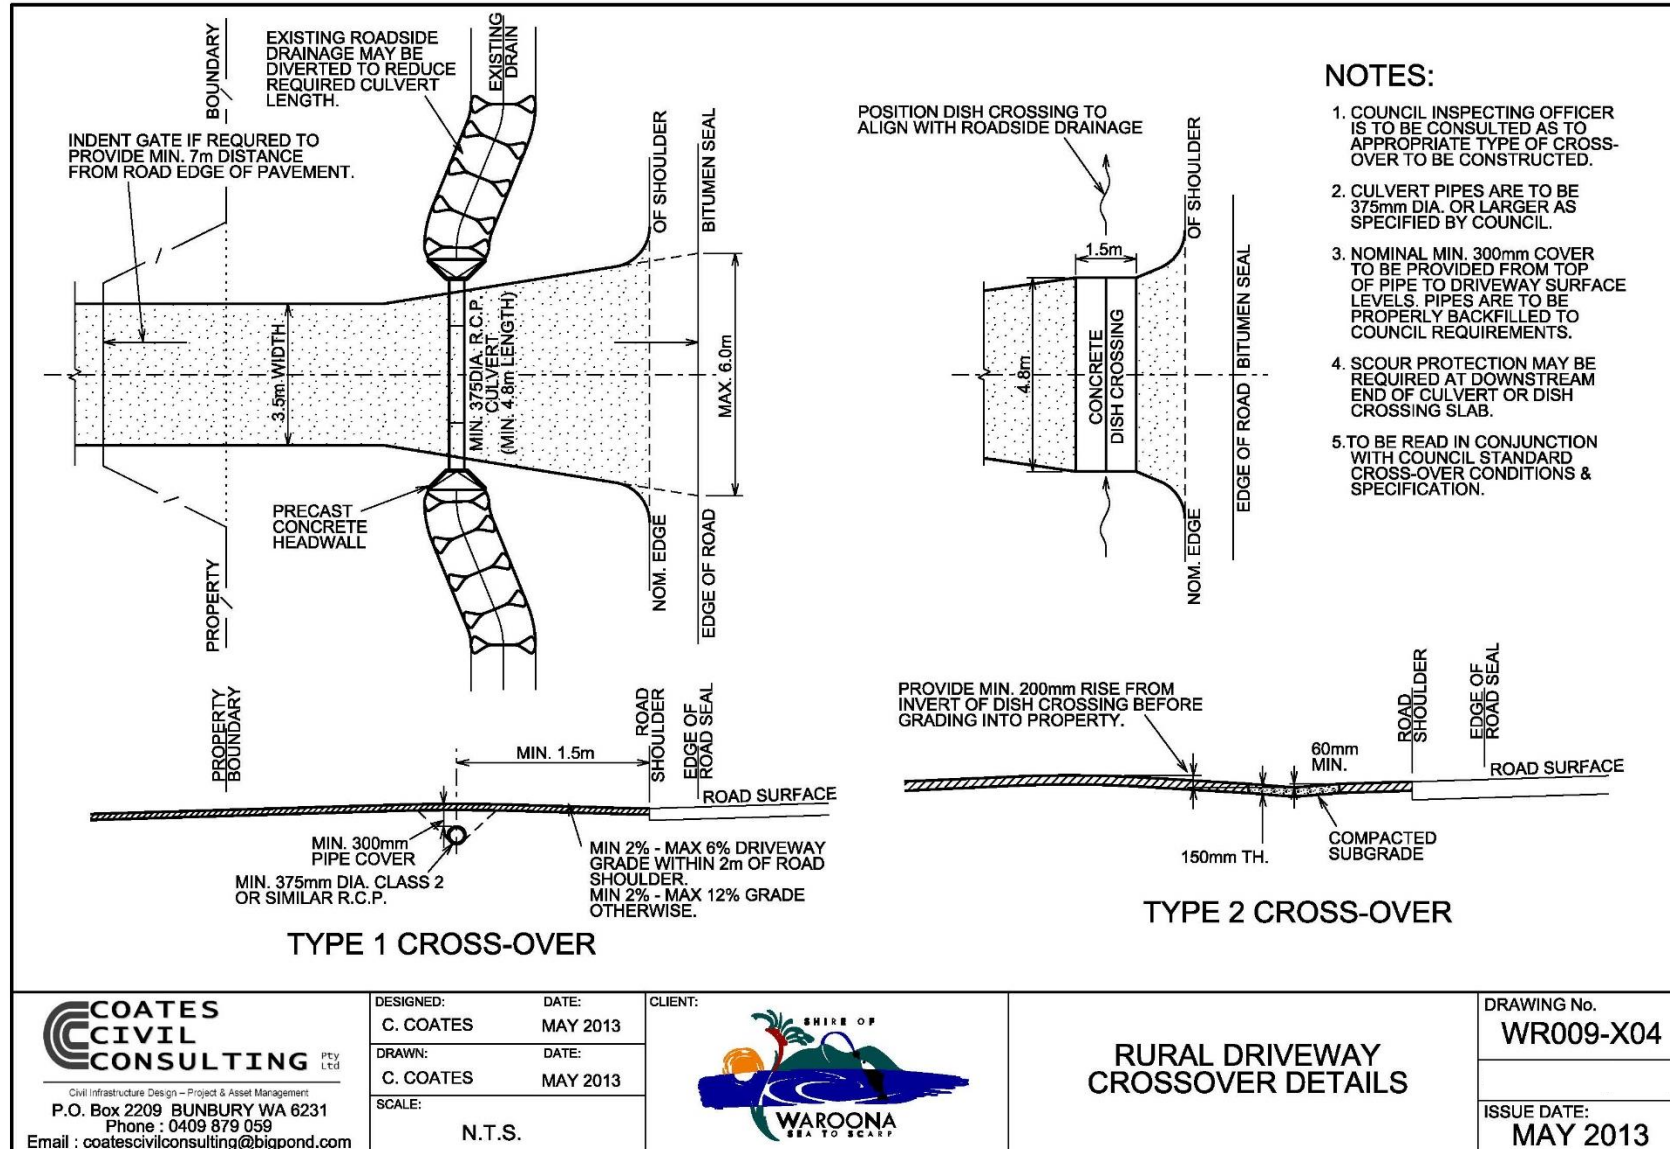 BOUNDARY
EXISTING ROADSIDE
DRAINAGE MAY BE
DIVERTED TO REDUCE
REQUIRED CULVERT
LENGTH.
EXISTING
DRAIN
INDENT GATE IF REQURED TO
PROVIDE MIN. 7m DISTANCE
FROM ROAD EDGE OF PAVEMENT.
OF SHOULDER
BITUMEN SEAL
3.5m WIDTH
MIN. 375DIA. R.C.P.
CULVERT
(MIN. 4.8m LENGTH)
MAX. 6.0m
PRECAST
CONCRETE
HEADWALL
PROPERTY
NOM. EDGE
EDGE OF ROAD
POSITION DISH CROSSING TO
ALIGN WITH ROADSIDE DRAINAGE
OF SHOULDER
1.5m
4.8m
CONCRETE
DISH CROSSING
EDGE OF ROAD BITUMEN SEAL
NOM. EDGE
NOTES:
1. COUNCIL INSPECTING OFFICER
IS TO BE CONSULTED AS TO
APPROPRIATE TYPE OF CROSS-
OVER TO BE CONSTRUCTED.
2. CULVERT PIPES ARE TO BE
375mm DIA. OR LARGER AS
SPECIFIED BY COUNCIL.
3. NOMINAL MIN. 300mm COVER
TO BE PROVIDED FROM TOP
OF PIPE TO DRIVEWAY SURFACE
LEVELS. PIPES ARE TO BE
PROPERLY BACKFILLED TO
COUNCIL REQUIREMENTS.
4. SCOUR PROTECTION MAY BE
REQUIRED AT DOWNSTREAM
END OF CULVERT OR DISH
CROSSING SLAB.
5.TO BE READ IN CONJUNCTION
WITH COUNCIL STANDARD
CROSS-OVER CONDITIONS &
SPECIFICATION.
PROPERTY
BOUNDARY
MIN. 1.5m
ROAD
SHOULDER
EDGE OF
ROAD SEAL
ROAD SURFACE
MIN. 300mm
PIPE COVER
MIN. 375mm DIA. CLASS 2
OR SIMILAR R.C.P.
MIN 2% - MAX 6% DRIVEWAY
GRADE WITHIN 2m OF ROAD
SHOULDER.
MIN 2% - MAX 12% GRADE
OTHERWISE.
TYPE 1 CROSS-OVER
PROVIDE MIN. 200mm RISE FROM
INVERT OF DISH CROSSING BEFORE
GRADING INTO PROPERTY.
60mm
MIN.
ROAD
SHOULDER
EDGE OF
ROAD SEAL
ROAD SURFACE
150mm TH.
COMPACTED
SUBGRADE
TYPE 2 CROSS-OVER
COATES
CIVIL
CONSULTING Pty Ltd
Civil Infrastructure Design – Project & Asset Management
P.O. Box 2209 BUNBURY WA 6231
Phone : 0409 879 059
Email : coatescivilconsulting@bigpond.com
DESIGNED: DATE:
C. COATES MAY 2013
DRAWN: DATE:
C. COATES MAY 2013
SCALE:
N.T.S.
CLIENT:
SHIRE OF
WAROONA
SEA TO SCARP
RURAL DRIVEWAY
CROSSOVER DETAILS
DRAWING No.
WR009-X04
ISSUE DATE:
MAY 2013